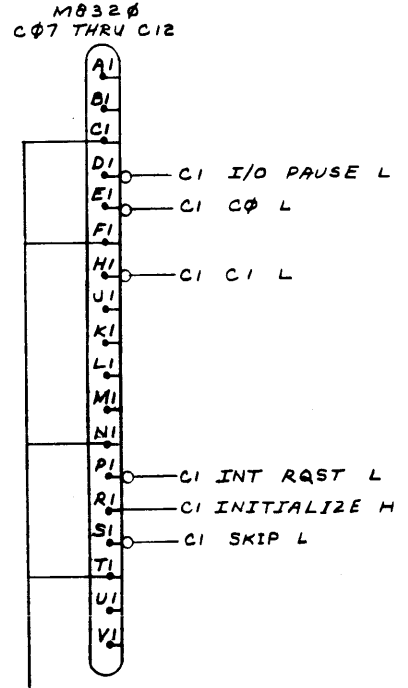 M832Ø
CØ7 THRU C12
A1
B1
C1
D1 C1 I/O PAUSE L
E1 C1 CØ L
F1
H1 C1 C1 L
J1
K1
L1
M1
N1
P1 C1 INT RQST L
R1 C1 INITIALIZE H
S1 C1 SKIP L
T1
U1
V1